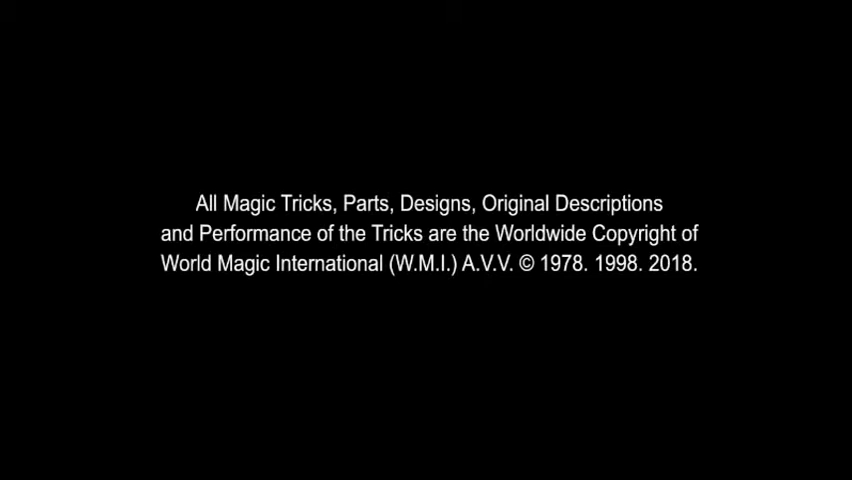 All Magic Tricks, Parts, Designs, Original Descriptions
and Performance of the Tricks are the Worldwide Copyright of
World Magic International (W.M.I.) A.V.V. © 1978. 1998. 2018.